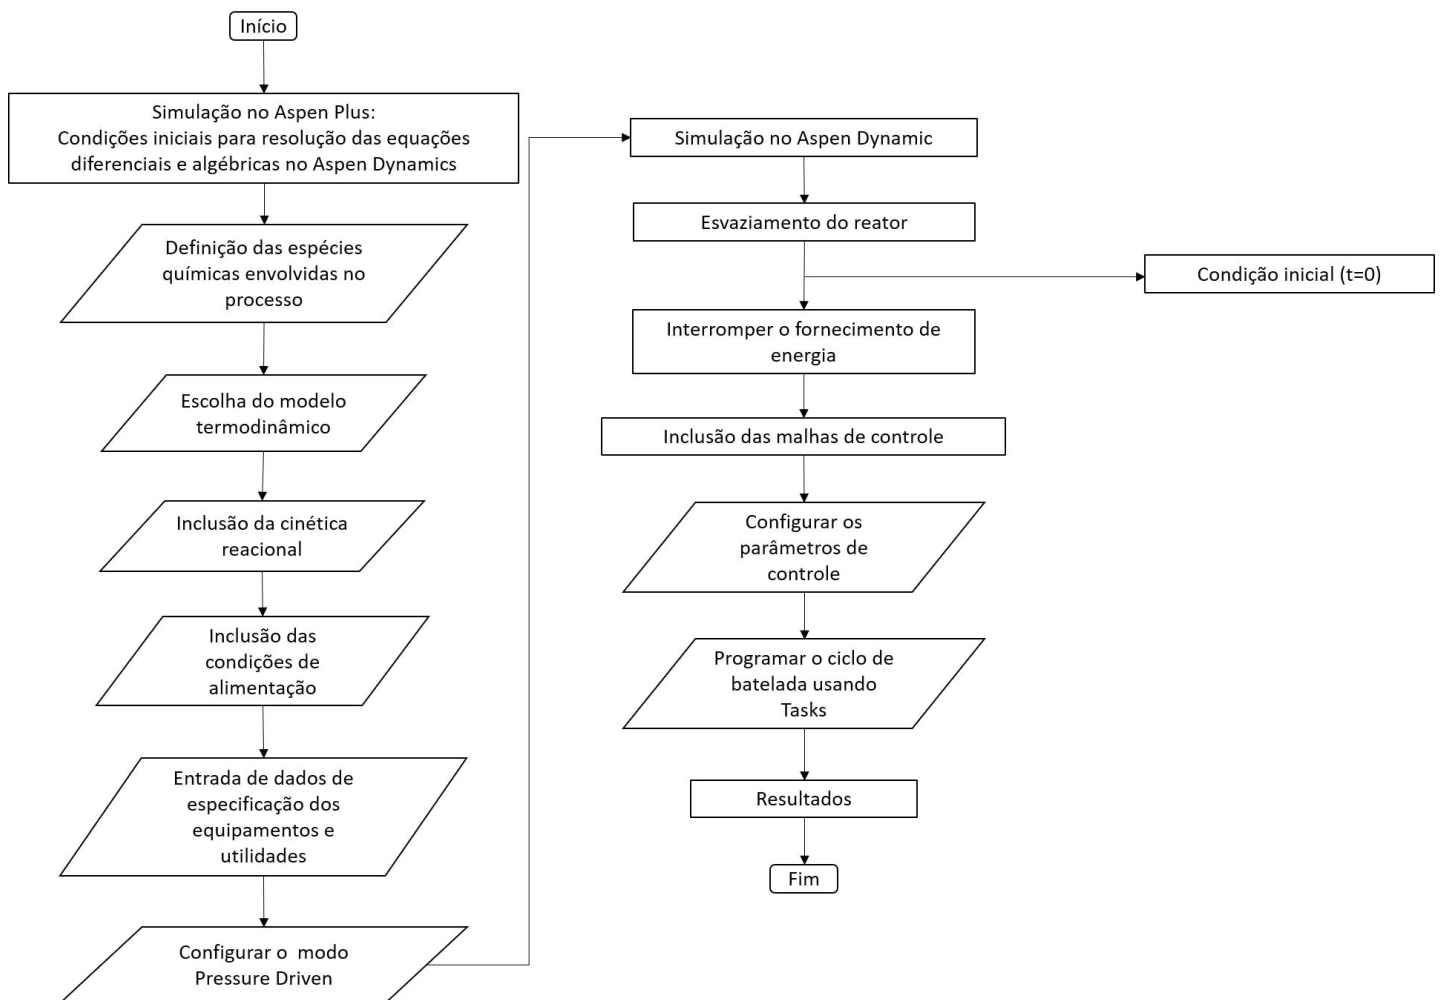 Início
Simulação no Aspen Plus:
Condições iniciais para resolução das equações
diferenciais e algébricas no Aspen Dynamics
Definição das espécies
químicas envolvidas no
processo
Escolha do modelo
termodinâmico
Inclusão da cinética
reacional
Inclusão das
condições de
alimentação
Entrada de dados de
especificação dos
equipamentos e
utilidades
Configurar o  modo
Pressure Driven
Simulação no Aspen Dynamic
Esvaziamento do reator
Condição inicial (t=0)
Interromper o fornecimento de
energia
Inclusão das malhas de controle
Configurar os
parâmetros de
controle
Programar o ciclo de
batelada usando
Tasks
Resultados
Fim